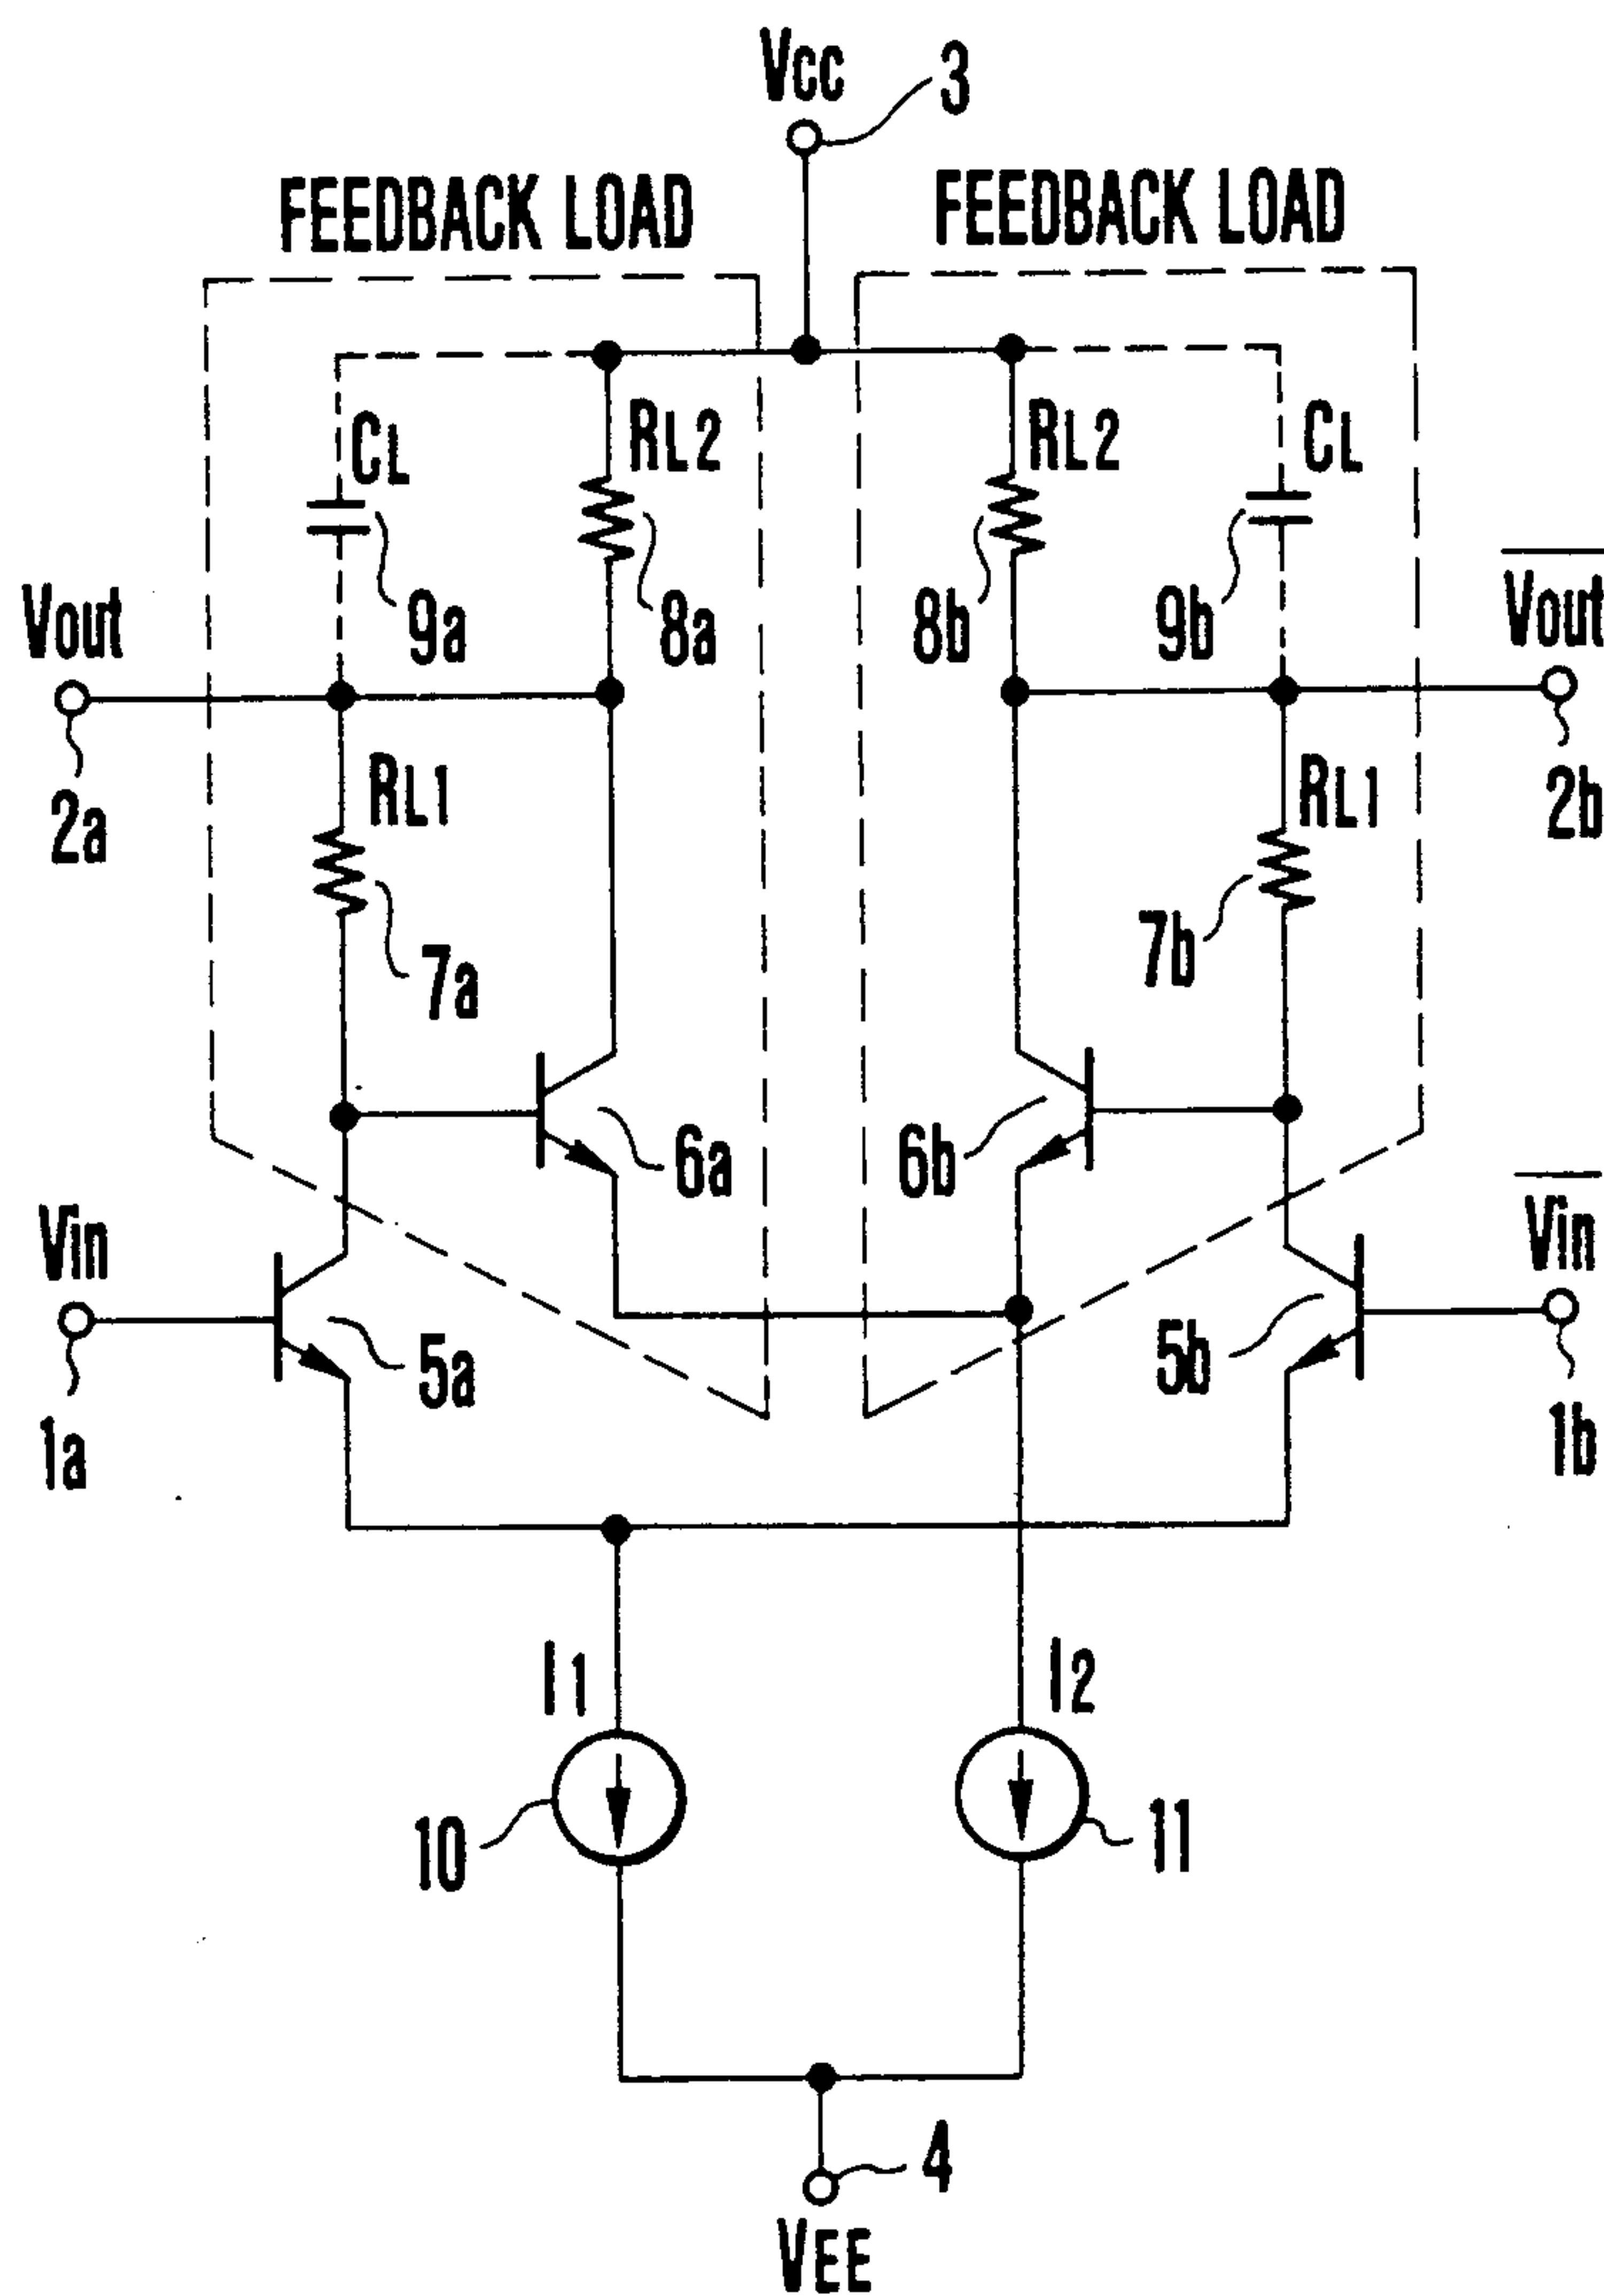 Vcc
3
FEEDBACK LOAD
FEEDBACK LOAD
CL
RL2
RL2
CL
9a
8a
8b
9b
Vout
Vout
2a
RL1
RL1
2b
7a
7b
6a
6b
Vin
Vin
5a
5b
1a
1b
I1
I2
10
11
4
VEE